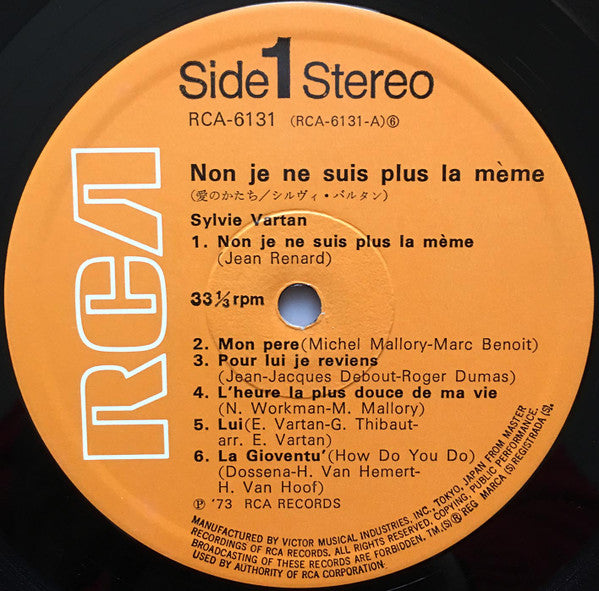 Side 1 Stereo
RCA-6131 (RCA-6131-A)⑥
RCA
Non je ne suis plus la mème
(愛のかたち/シルヴィ・バルタン)
Sylvie Vartan
1. Non je ne suis plus la mème
(Jean Renard)
33⅓ rpm
2. Mon pere (Michel Mallory-Marc Benoit)
3. Pour lui je reviens
(Jean-Jacques Debout-Roger Dumas)
4. L'heure la plus douce de ma vie
(N. Workman-M. Mallory)
5. Lui (E. Vartan-G. Thibaut-
arr. E. Vartan)
6. La Gioventu' (How Do You Do)
(Dossena-H. Van Hemert-
H. Van Hoof)
℗ '73 RCA RECORDS
MANUFACTURED BY VICTOR MUSICAL INDUSTRIES, INC., TOKYO, JAPAN FROM MASTER
RECORDINGS OF RCA RECORDS. ALL RIGHTS RESERVED. COPYING, PUBLIC PERFORMANCE,
BROADCASTING OF THESE RECORDS ARE FORBIDDEN. TM.(S)®REG MARCA(S)REGISTRADA(S).
USED BY AUTHORITY OF RCA CORPORATION.